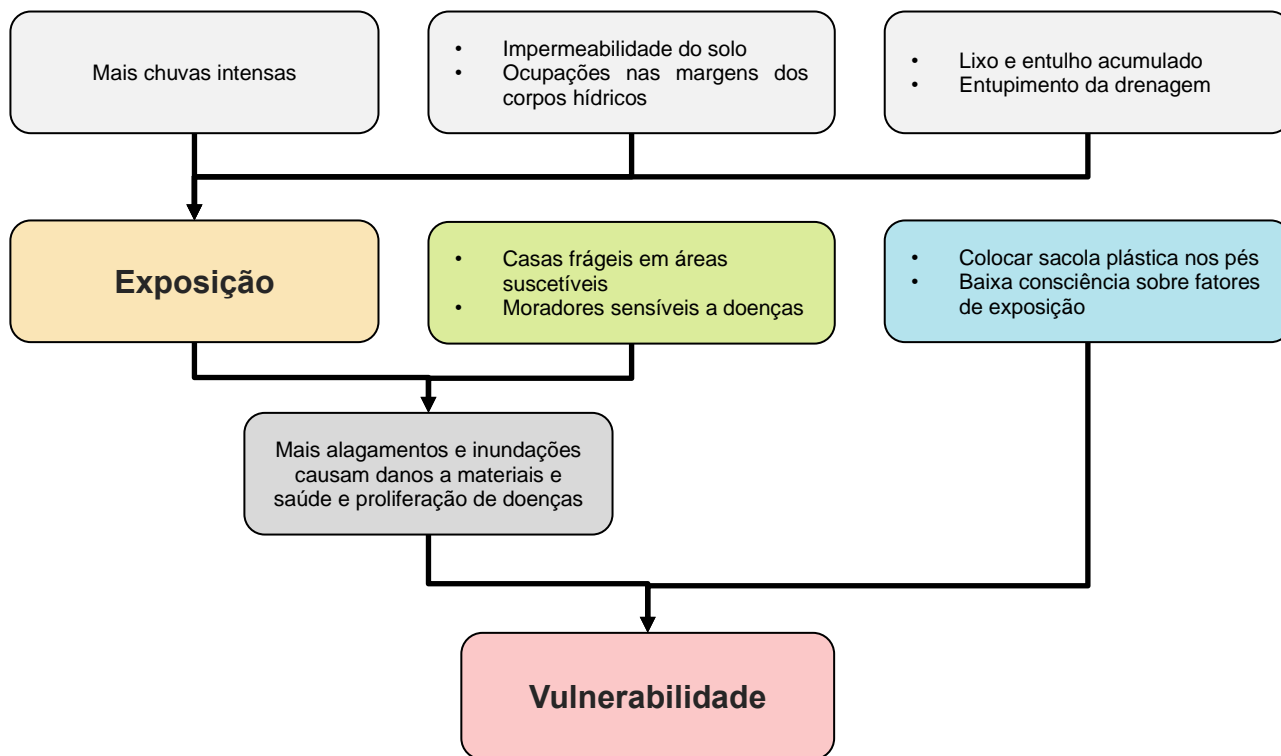 Mais chuvas intensas
• Impermeabilidade do solo
• Ocupações nas margens dos
corpos hídricos
• Lixo e entulho acumulado
• Entupimento da drenagem
Exposição
• Casas frágeis em áreas
suscetíveis
• Moradores sensíveis a doenças
• Colocar sacola plástica nos pés
• Baixa consciência sobre fatores
de exposição
Mais alagamentos e inundações
causam danos a materiais e
saúde e proliferação de doenças
Vulnerabilidade